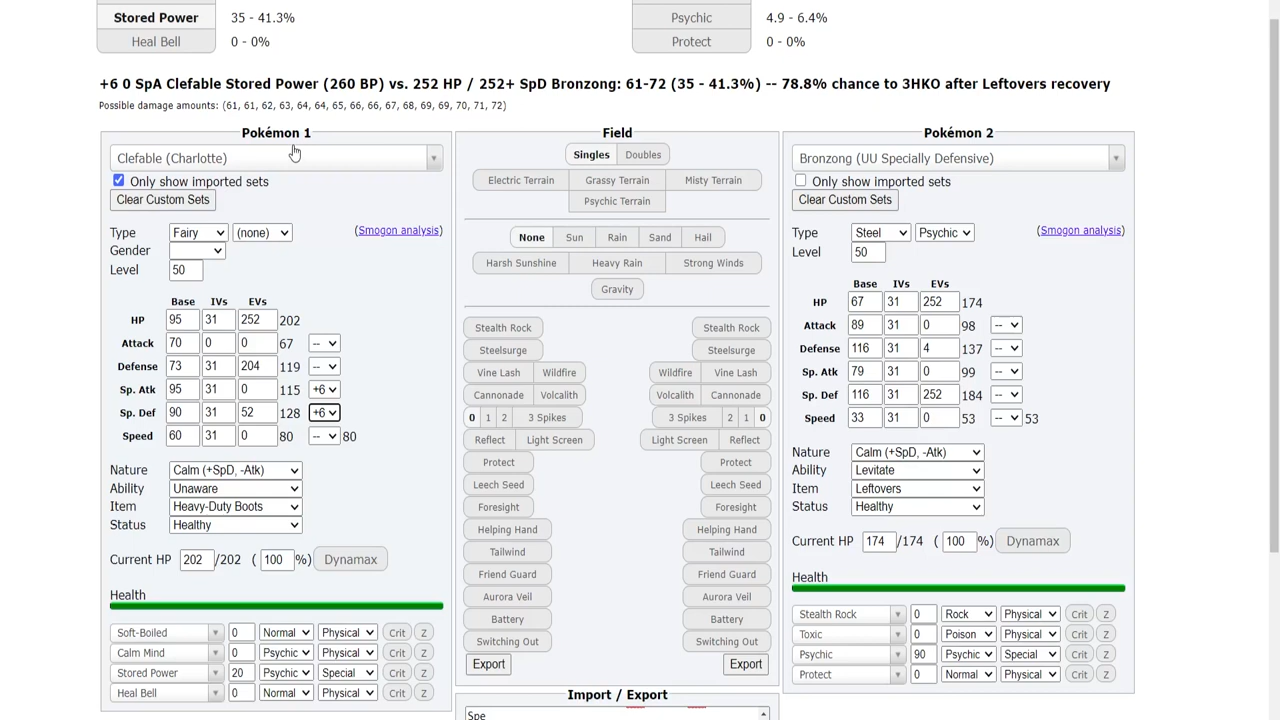 Stored Power 35 - 41.3% Psychic 4.9 - 6.4%
Heal Bell 0 - 0% Protect 0 - 0%
+6 0 SpA Clefable Stored Power (260 BP) vs. 252 HP / 252+ SpD Bronzong: 61-72 (35 - 41.3%) -- 78.8% chance to 3HKO after Leftovers recovery
Possible damage amounts: (61, 61, 62, 63, 64, 64, 65, 66, 66, 67, 68, 69, 69, 70, 71, 72)
Pokémon 1
Clefable (Charlotte)
Only show imported sets
Clear Custom Sets
Type Fairy (none) (Smogon analysis)
Gender
Level 50
Base IVs EVs
HP 95 31 252 202
Attack 70 0 0 67 --
Defense 73 31 204 119 --
Sp. Atk 95 31 0 115 +6
Sp. Def 90 31 52 128 +6
Speed 60 31 0 80 -- 80
Nature Calm (+SpD, -Atk)
Ability Unaware
Item Heavy-Duty Boots
Status Healthy
Current HP 202 /202 ( 100 %) Dynamax
Health
Soft-Boiled 0 Normal Physical Crit Z
Calm Mind 0 Psychic Physical Crit Z
Stored Power 20 Psychic Special Crit Z
Heal Bell 0 Normal Physical Crit Z
Field
Singles Doubles
Electric Terrain Grassy Terrain Misty Terrain
Psychic Terrain
None Sun Rain Sand Hail
Harsh Sunshine Heavy Rain Strong Winds
Gravity
Stealth Rock Stealth Rock
Steelsurge Steelsurge
Vine Lash Wildfire Wildfire Vine Lash
Cannonade Volcalith Volcalith Cannonade
0 1 2 3 Spikes 3 Spikes 2 1 0
Reflect Light Screen Light Screen Reflect
Protect Protect
Leech Seed Leech Seed
Foresight Foresight
Helping Hand Helping Hand
Tailwind Tailwind
Friend Guard Friend Guard
Aurora Veil Aurora Veil
Battery Battery
Switching Out Switching Out
Export Export
Import / Export
Spe
Pokémon 2
Bronzong (UU Specially Defensive)
Only show imported sets
Clear Custom Sets
Type Steel Psychic (Smogon analysis)
Level 50
Base IVs EVs
HP 67 31 252 174
Attack 89 31 0 98 --
Defense 116 31 4 137 --
Sp. Atk 79 31 0 99 --
Sp. Def 116 31 252 184 --
Speed 33 31 0 53 -- 53
Nature Calm (+SpD, -Atk)
Ability Levitate
Item Leftovers
Status Healthy
Current HP 174 /174 ( 100 %) Dynamax
Health
Stealth Rock 0 Rock Physical Crit Z
Toxic 0 Poison Physical Crit Z
Psychic 90 Psychic Special Crit Z
Protect 0 Normal Physical Crit Z